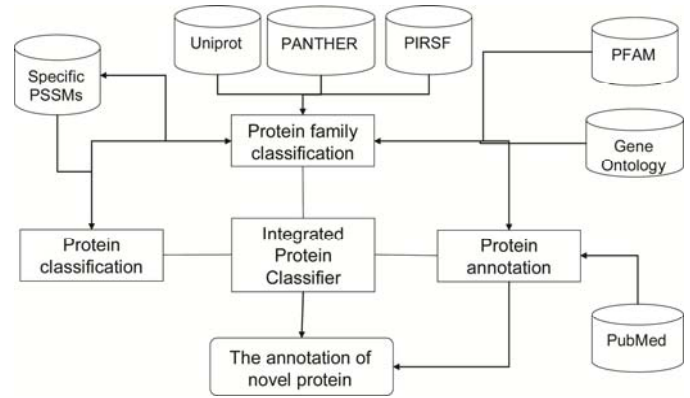 Uniprot
PANTHER
PIRSF
PFAM
Specific
PSSMs
Protein family
classification
Gene
Ontology
Protein
classification
Integrated
Protein
Classifier
Protein
annotation
The annotation of
novel protein
PubMed